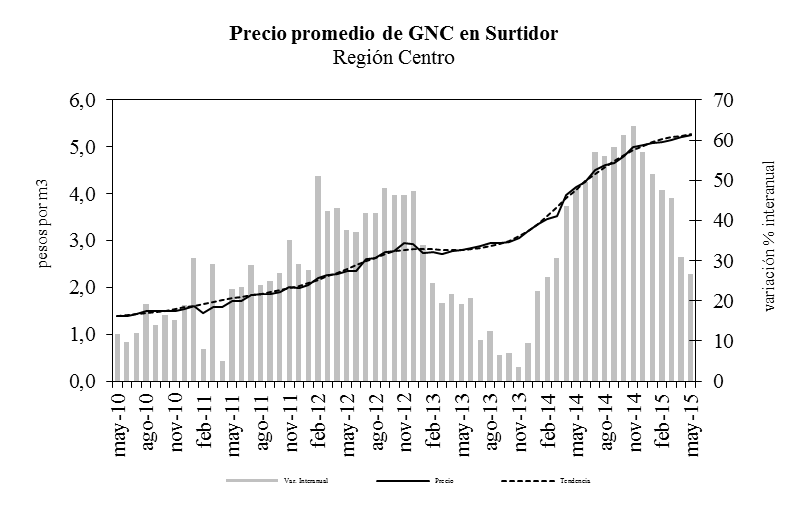 Precio promedio de GNC en Surtidor
Región Centro
pesos por m3
6,0
5,0
4,0
3,0
2,0
1,0
0,0
70
60
50
40
30
20
10
0
variación % interanual
may-10
ago-10
nov-10
feb-11
may-11
ago-11
nov-11
feb-12
may-12
ago-12
nov-12
feb-13
may-13
ago-13
nov-13
feb-14
may-14
ago-14
nov-14
feb-15
may-15
Var. Interanual Precio Tendencia